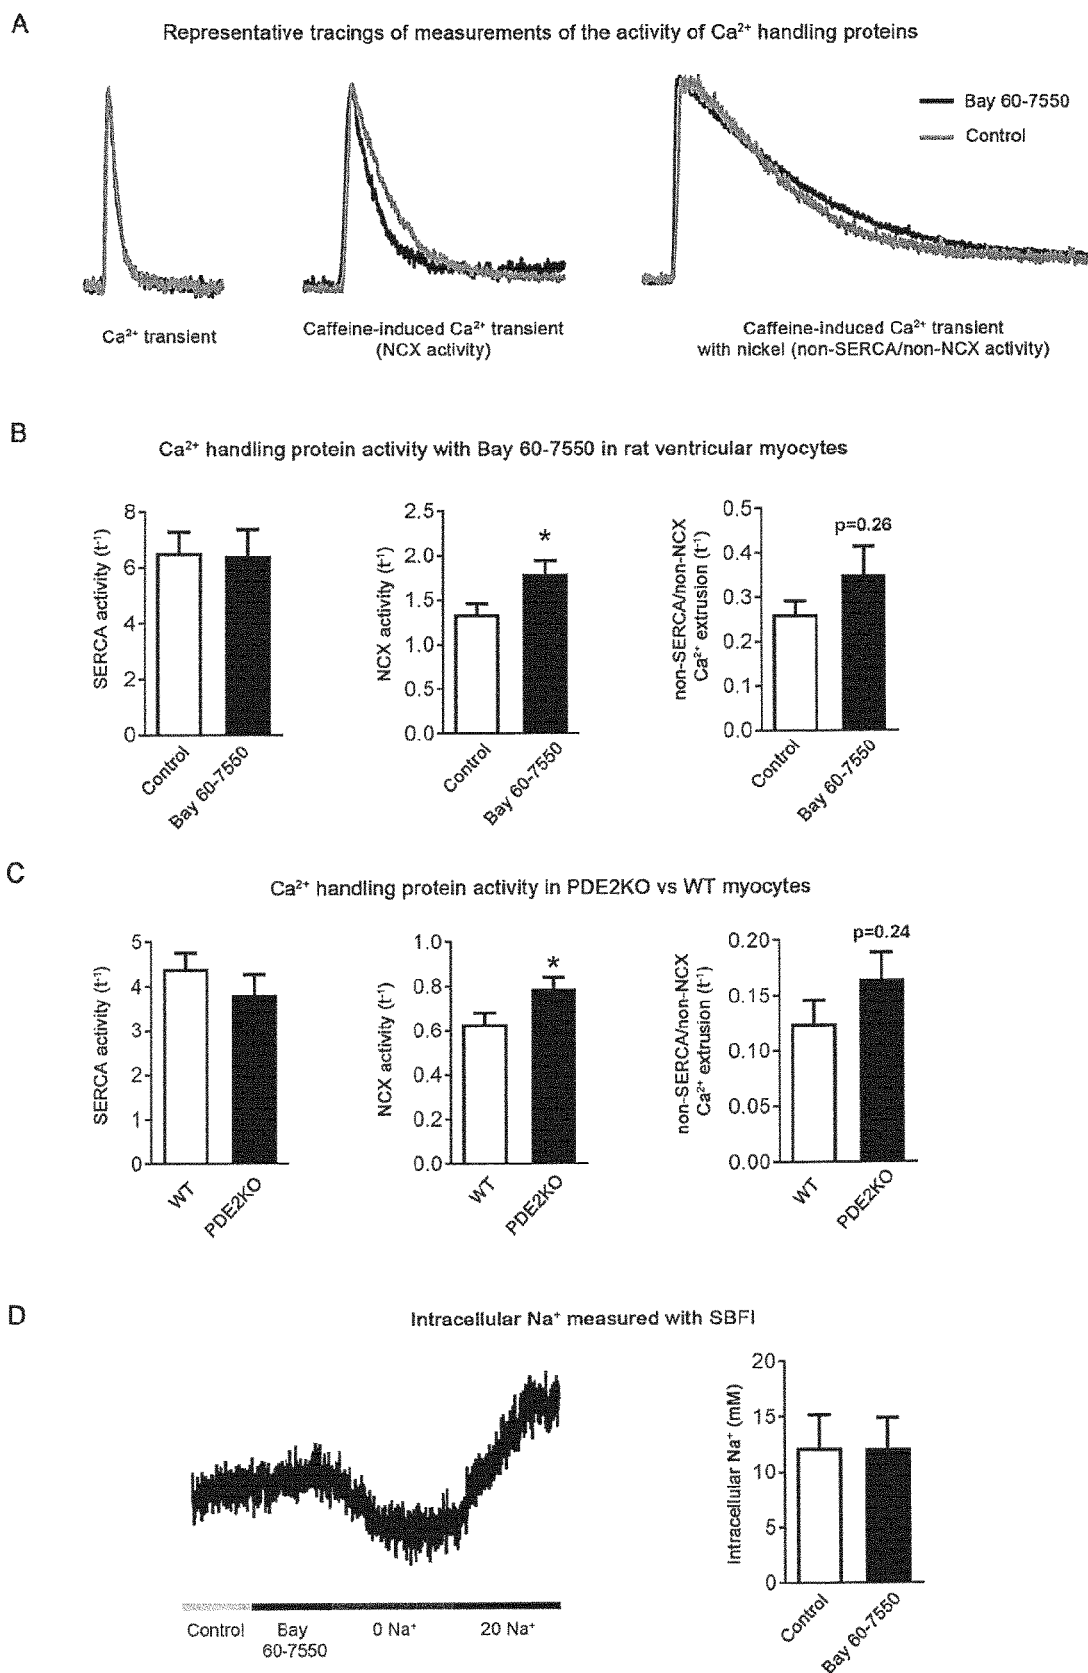 A
Representative tracings of measurements of the activity of Ca²⁺ handling proteins
Bay 60-7550
Control
Ca²⁺ transient
Caffeine-induced Ca²⁺ transient
(NCX activity)
Caffeine-induced Ca²⁺ transient
with nickel (non-SERCA/non-NCX activity)
B
Ca²⁺ handling protein activity with Bay 60-7550 in rat ventricular myocytes
SERCA activity (t⁻¹)
8
6
4
2
0
Control
Bay 60-7550
NCX activity (t⁻¹)
2.5
2.0
1.5
1.0
0.5
0.0
*
Control
Bay 60-7550
non-SERCA/non-NCX
Ca²⁺ extrusion (t⁻¹)
0.5
0.4
0.3
0.2
0.1
0.0
p=0.26
Control
Bay 60-7550
C
Ca²⁺ handling protein activity in PDE2KO vs WT myocytes
SERCA activity (t⁻¹)
5
4
3
2
1
0
WT
PDE2KO
NCX activity (t⁻¹)
1.0
0.8
0.6
0.4
0.2
0.0
*
WT
PDE2KO
non-SERCA/non-NCX
Ca²⁺ extrusion (t⁻¹)
0.20
0.15
0.10
0.05
0.00
p=0.24
WT
PDE2KO
D
Intracellular Na⁺ measured with SBFI
Control
Bay
60-7550
0 Na⁺
20 Na⁺
Intracellular Na⁺ (mM)
20
15
10
5
0
Control
Bay 60-7550